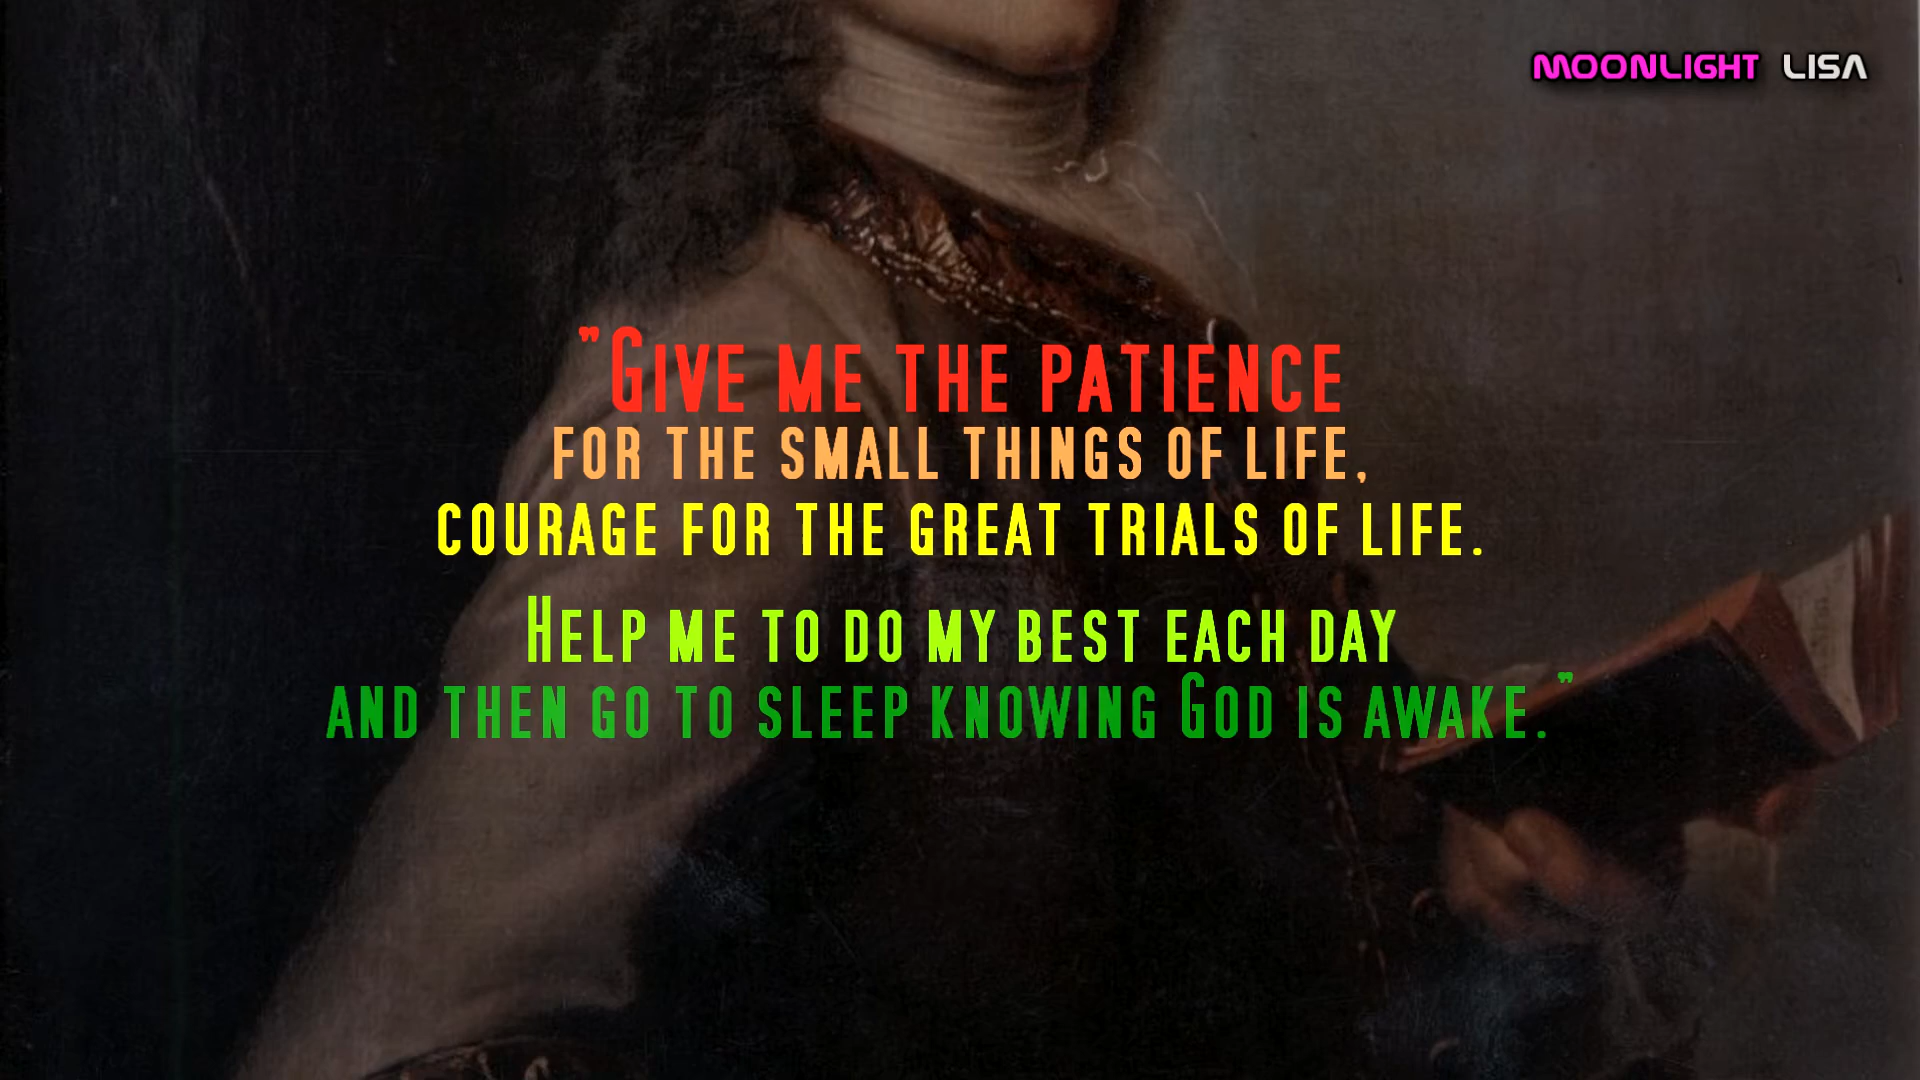 MOONLIGHT LISA
"Give me the patience
for the small things of life,
courage for the great trials of life.
Help me to do my best each day
and then go to sleep knowing God is awake."